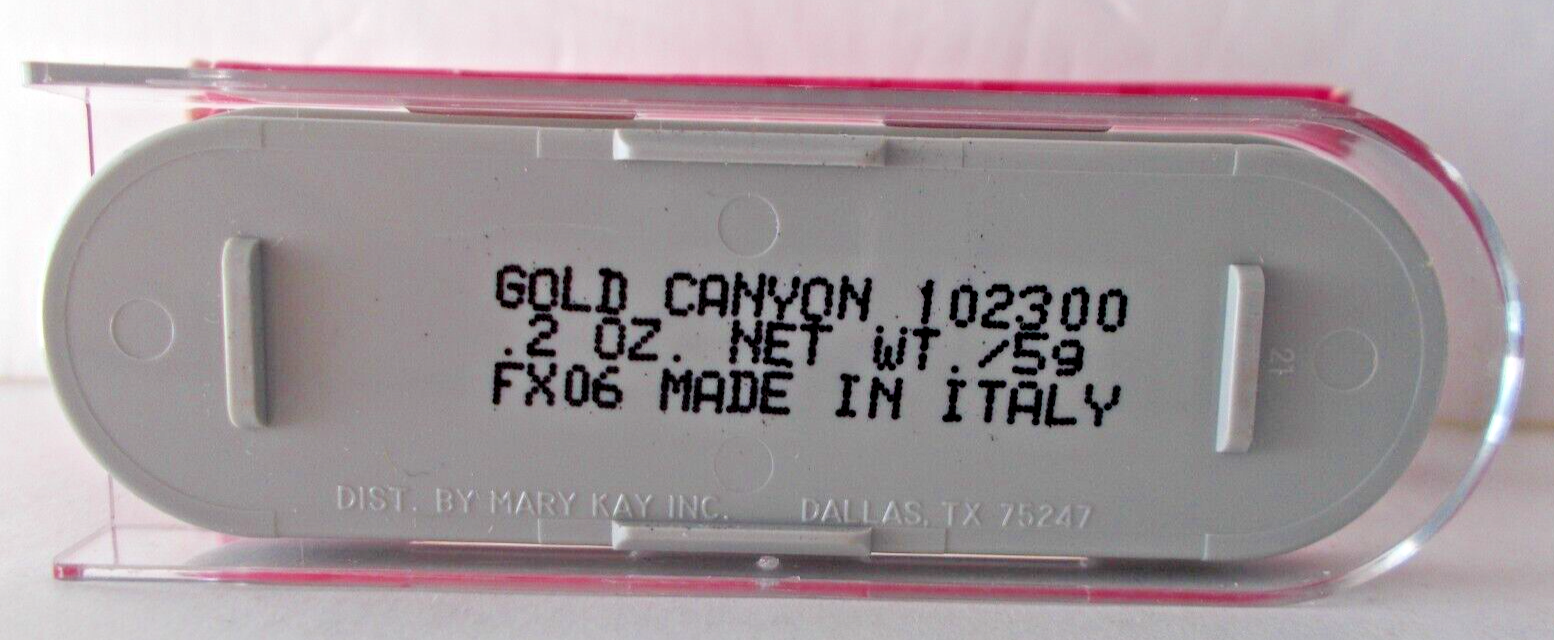 GOLD CANYON 102300
.2 OZ. NET WT./5g
FX06 MADE IN ITALY
21
DIST. BY MARY KAY INC. DALLAS, TX 75247